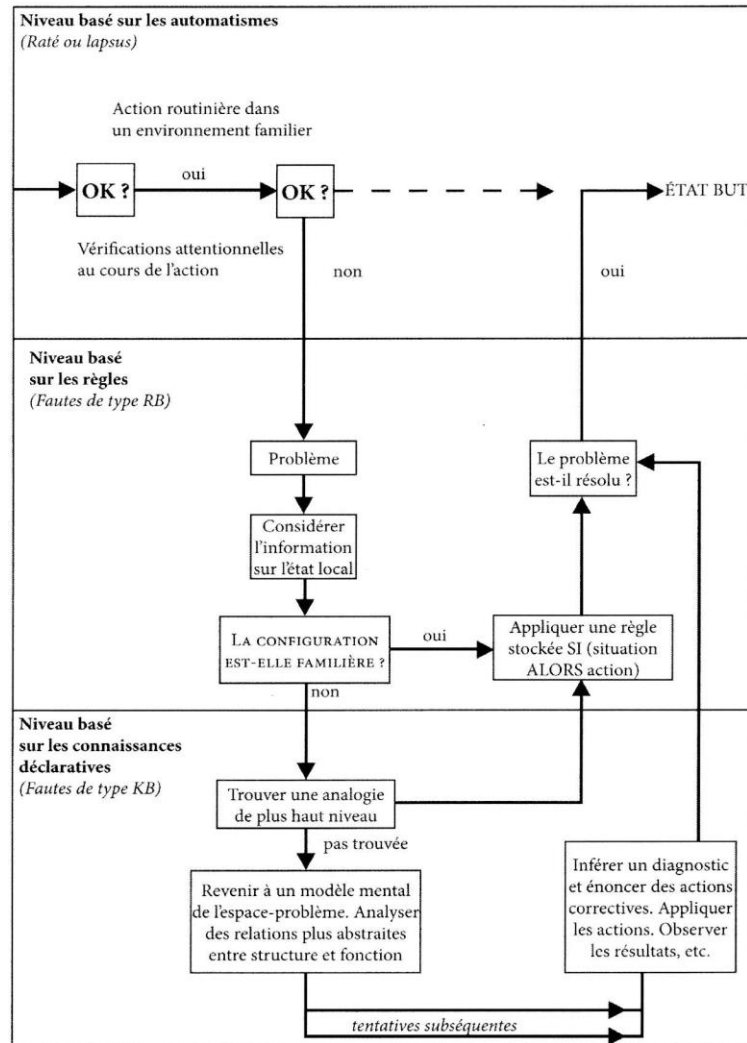 Niveau basé sur les automatismes
(Raté ou lapsus)
Action routinière dans
un environnement familier
OK ?
oui
OK ?
ÉTAT BUT
Vérifications attentionnelles
au cours de l'action
non
oui
Niveau basé
sur les règles
(Fautes de type RB)
Problème
Le problème
est-il résolu ?
Considérer
l'information
sur l'état local
LA CONFIGURATION
EST-ELLE FAMILIÈRE ?
oui
Appliquer une règle
stockée SI (situation
ALORS action)
non
Niveau basé
sur les connaissances
déclaratives
(Fautes de type KB)
Trouver une analogie
de plus haut niveau
pas trouvée
Revenir à un modèle mental
de l'espace-problème. Analyser
des relations plus abstraites
entre structure et fonction
Inférer un diagnostic
et énoncer des actions
correctives. Appliquer
les actions. Observer
les résultats, etc.
tentatives subséquentes